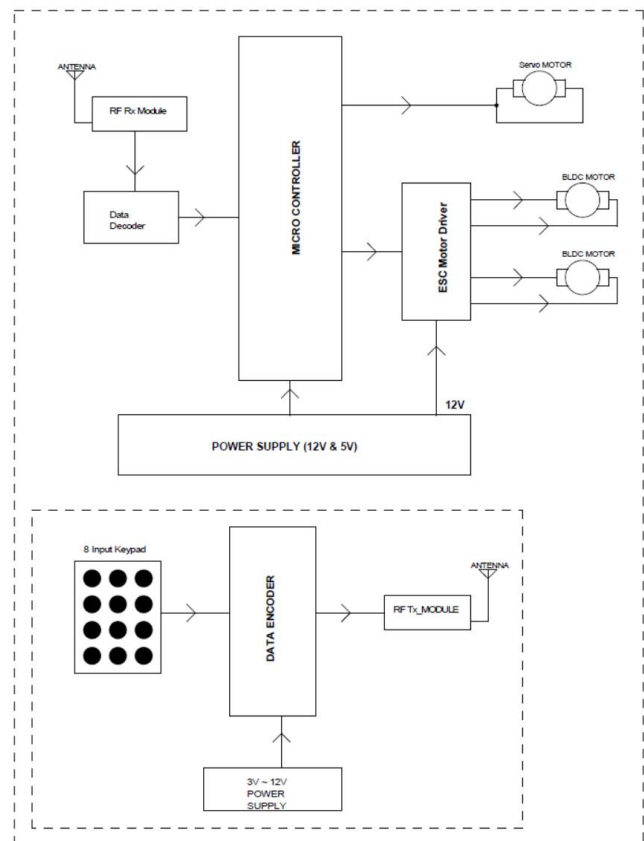 ANTENNA
RF Rx Module
Data
Decoder
MICRO CONTROLLER
Servo MOTOR
BLDC MOTOR
ESC Motor Driver
BLDC MOTOR
12V
POWER SUPPLY (12V & 5V)
8 Input Keypad
DATA ENCODER
ANTENNA
RF Tx_MODULE
3V ~ 12V
POWER
SUPPLY